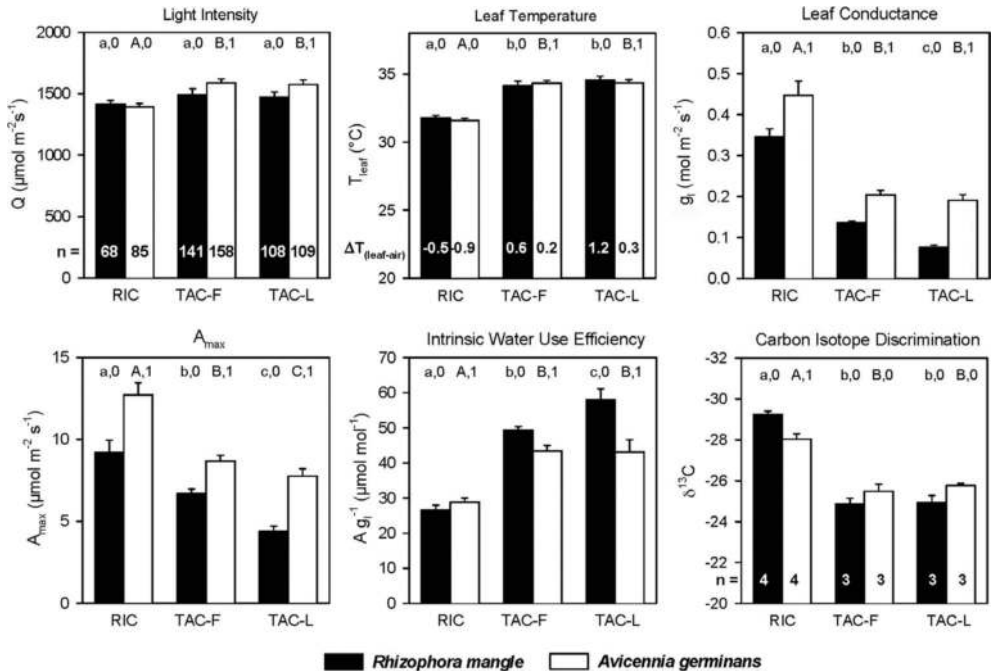 Light Intensity
Q (µmol m⁻²s⁻¹)
2000
1500
1000
500
0
a,0 A,0 a,0 B,1 a,0 B,1
n = 68 85 141 158 108 109
RIC TAC-F TAC-L
Leaf Temperature
T_leaf (°C)
40
35
30
25
20
a,0 A,0 b,0 B,0 b,0 B,0
ΔT(leaf-air) -0.5 -0.9 0.6 0.2 1.2 0.3
RIC TAC-F TAC-L
Leaf Conductance
g_l (mol m⁻² s⁻¹)
0.6
0.5
0.4
0.3
0.2
0.1
0.0
a,0 A,1 b,0 B,1 c,0 B,1
RIC TAC-F TAC-L
A_max
A_max (µmol m⁻² s⁻¹)
15
10
5
0
a,0 A,1 b,0 B,1 c,0 C,1
RIC TAC-F TAC-L
Intrinsic Water Use Efficiency
A g_l⁻¹ (µmol mol⁻¹)
70
60
50
40
30
20
10
0
a,0 A,1 b,0 B,1 c,0 B,1
RIC TAC-F TAC-L
Carbon Isotope Discrimination
δ¹³C
-32
-30
-28
-26
-24
-22
-20
a,0 A,1 b,0 B,0 b,0 B,0
n = 4 4 3 3 3 3
RIC TAC-F TAC-L
Rhizophora mangle Avicennia germinans